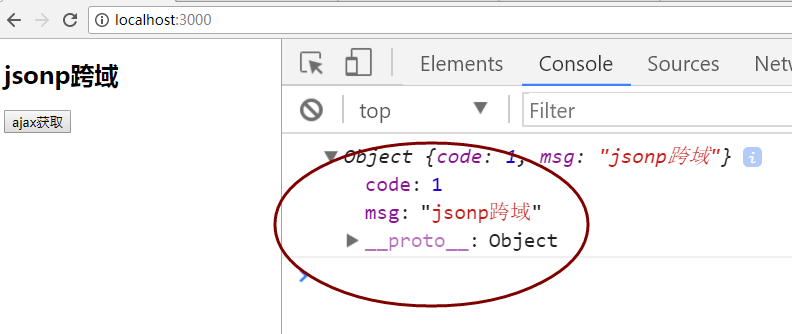 localhost:3000
jsonp跨域
ajax获取
Elements Console Sources Netw
top Filter
Object {code: 1, msg: "jsonp跨域"} i
code: 1
msg: "jsonp跨域"
__proto__: Object